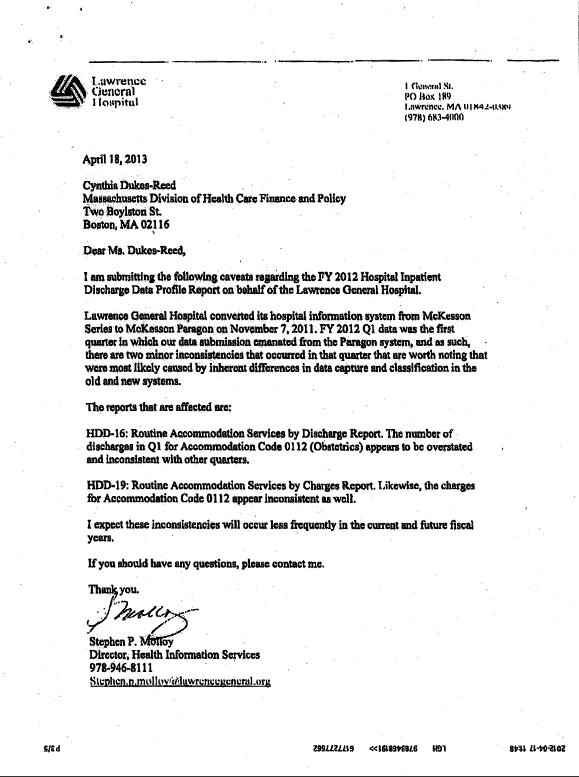 Lawrence
General
Hospital
1 General St.
PO Box 189
Lawrence, MA 01842-0389
(978) 683-4000
April 18, 2013
Cynthia Dukes-Reed
Massachusetts Division of Health Care Finance and Policy
Two Boylston St.
Boston, MA 02116
Dear Ms. Dukes-Reed,
I am submitting the following caveats regarding the FY 2012 Hospital Inpatient
Discharge Data Profile Report on behalf of the Lawrence General Hospital.
Lawrence General Hospital converted its hospital information system from McKesson
Series to McKesson Paragon on November 7, 2011. FY 2012 Q1 data was the first
quarter in which our data submission emanated from the Paragon system, and as such,
there are two minor inconsistencies that occurred in that quarter that are worth noting that
were most likely caused by inherent differences in data capture and classification in the
old and new systems.
The reports that are affected are:
HDD-16: Routine Accommodation Services by Discharge Report. The number of
discharges in Q1 for Accommodation Code 0112 (Obstetrics) appears to be overstated
and inconsistent with other quarters.
HDD-19: Routine Accommodation Services by Charges Report. Likewise, the charges
for Accommodation Code 0112 appear inconsistent as well.
I expect these inconsistencies will occur less frequently in the current and future fiscal
years.
If you should have any questions, please contact me.
Thank you.
SMolloy
Stephen P. Molloy
Director, Health Information Services
978-946-8111
Stephen.p.molloy@lawrencegeneral.org
P3/5 6177277662 <<9789468191 LGH 2012-04-17 13:48